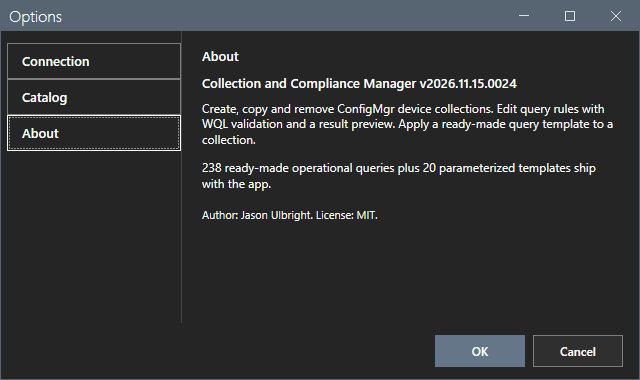 Options
Connection
Catalog
About
About
Collection and Compliance Manager v2026.11.15.0024
Create, copy and remove ConfigMgr device collections. Edit query rules with
WQL validation and a result preview. Apply a ready-made query template to a
collection.
238 ready-made operational queries plus 20 parameterized templates ship
with the app.
Author: Jason Ulbright. License: MIT.
OK
Cancel